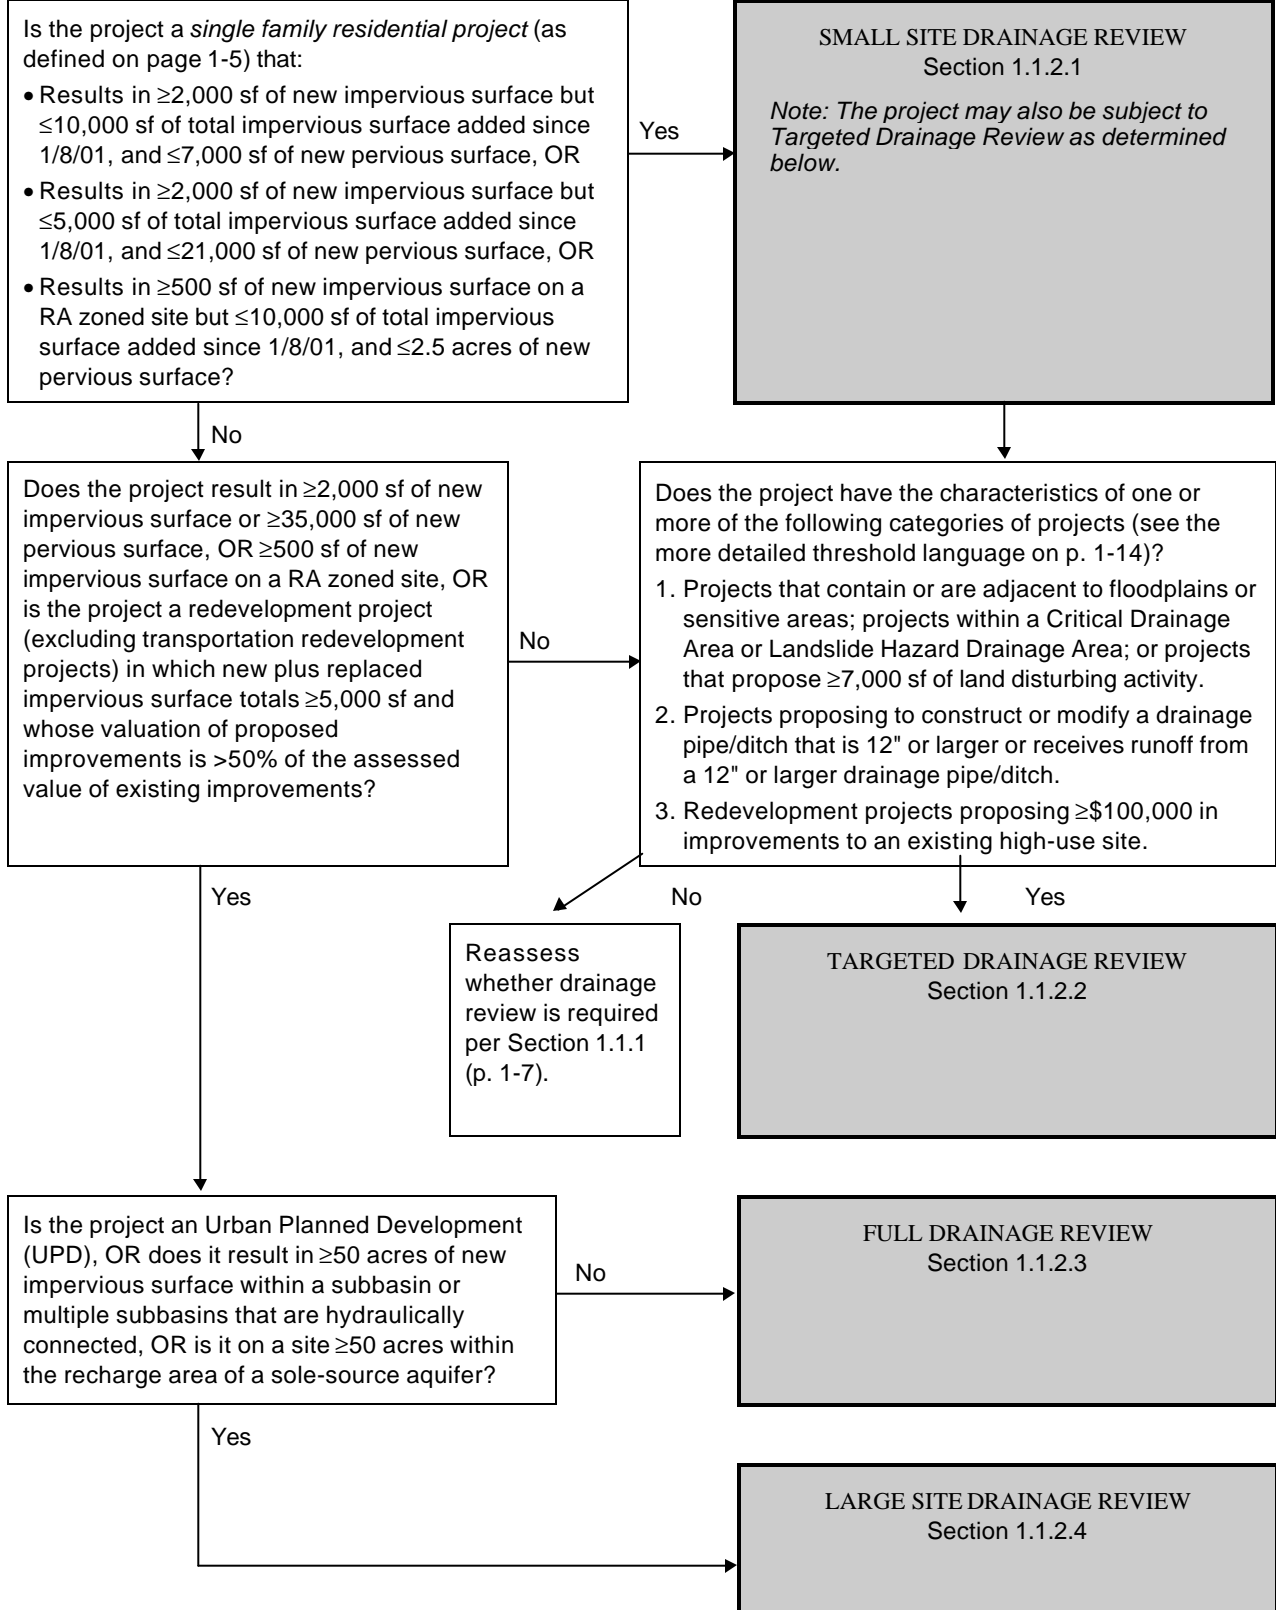 Is the project a single family residential project (as
defined on page 1-5) that:
• Results in ≥2,000 sf of new impervious surface but
≤10,000 sf of total impervious surface added since
1/8/01, and ≤7,000 sf of new pervious surface, OR
• Results in ≥2,000 sf of new impervious surface but
≤5,000 sf of total impervious surface added since
1/8/01, and ≤21,000 sf of new pervious surface, OR
• Results in ≥500 sf of new impervious surface on a
RA zoned site but ≤10,000 sf of total impervious
surface added since 1/8/01, and ≤2.5 acres of new
pervious surface?
Yes
SMALL SITE DRAINAGE REVIEW
Section 1.1.2.1
Note: The project may also be subject to
Targeted Drainage Review as determined
below.
No
Does the project result in ≥2,000 sf of new
impervious surface or ≥35,000 sf of new
pervious surface, OR ≥500 sf of new
impervious surface on a RA zoned site, OR
is the project a redevelopment project
(excluding transportation redevelopment
projects) in which new plus replaced
impervious surface totals ≥5,000 sf and
whose valuation of proposed
improvements is >50% of the assessed
value of existing improvements?
No
Does the project have the characteristics of one or
more of the following categories of projects (see the
more detailed threshold language on p. 1-14)?
1. Projects that contain or are adjacent to floodplains or
sensitive areas; projects within a Critical Drainage
Area or Landslide Hazard Drainage Area; or projects
that propose ≥7,000 sf of land disturbing activity.
2. Projects proposing to construct or modify a drainage
pipe/ditch that is 12" or larger or receives runoff from
a 12" or larger drainage pipe/ditch.
3. Redevelopment projects proposing ≥$100,000 in
improvements to an existing high-use site.
Yes
No
Yes
Reassess
whether drainage
review is required
per Section 1.1.1
(p. 1-7).
TARGETED DRAINAGE REVIEW
Section 1.1.2.2
Is the project an Urban Planned Development
(UPD), OR does it result in ≥50 acres of new
impervious surface within a subbasin or
multiple subbasins that are hydraulically
connected, OR is it on a site ≥50 acres within
the recharge area of a sole-source aquifer?
No
FULL DRAINAGE REVIEW
Section 1.1.2.3
Yes
LARGE SITE DRAINAGE REVIEW
Section 1.1.2.4